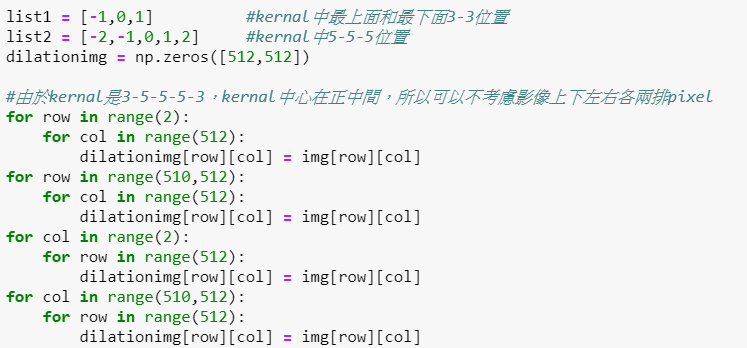 list1 = [-1,0,1]          #kernal中最上面和最下面3-3位置
list2 = [-2,-1,0,1,2]     #kernal中5-5-5位置
dilationimg = np.zeros([512,512])

#由於kernal是3-5-5-5-3，kernal中心在正中間，所以可以不考慮影像上下左右各兩排pixel
for row in range(2):
    for col in range(512):
        dilationimg[row][col] = img[row][col]
for row in range(510,512):
    for col in range(512):
        dilationimg[row][col] = img[row][col]
for col in range(2):
    for row in range(512):
        dilationimg[row][col] = img[row][col]
for col in range(510,512):
    for row in range(512):
        dilationimg[row][col] = img[row][col]